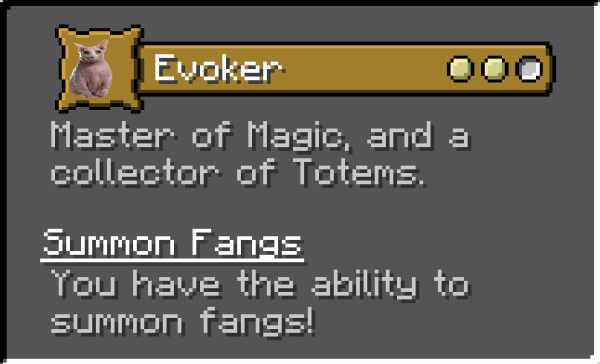 Evoker
Master of Magic, and a
collector of Totems.
Summon Fangs
You have the ability to
summon fangs!